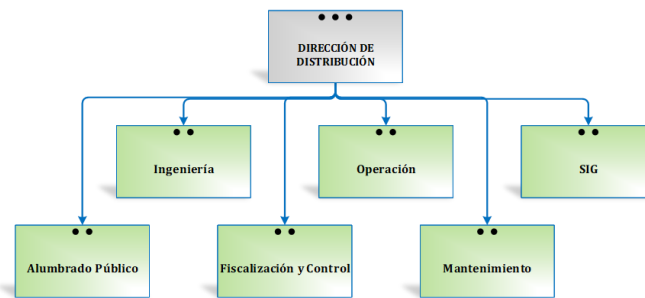 DIRECCIÓN DE
DISTRIBUCIÓN
Ingeniería
Operación
SIG
Alumbrado Público
Fiscalización y Control
Mantenimiento